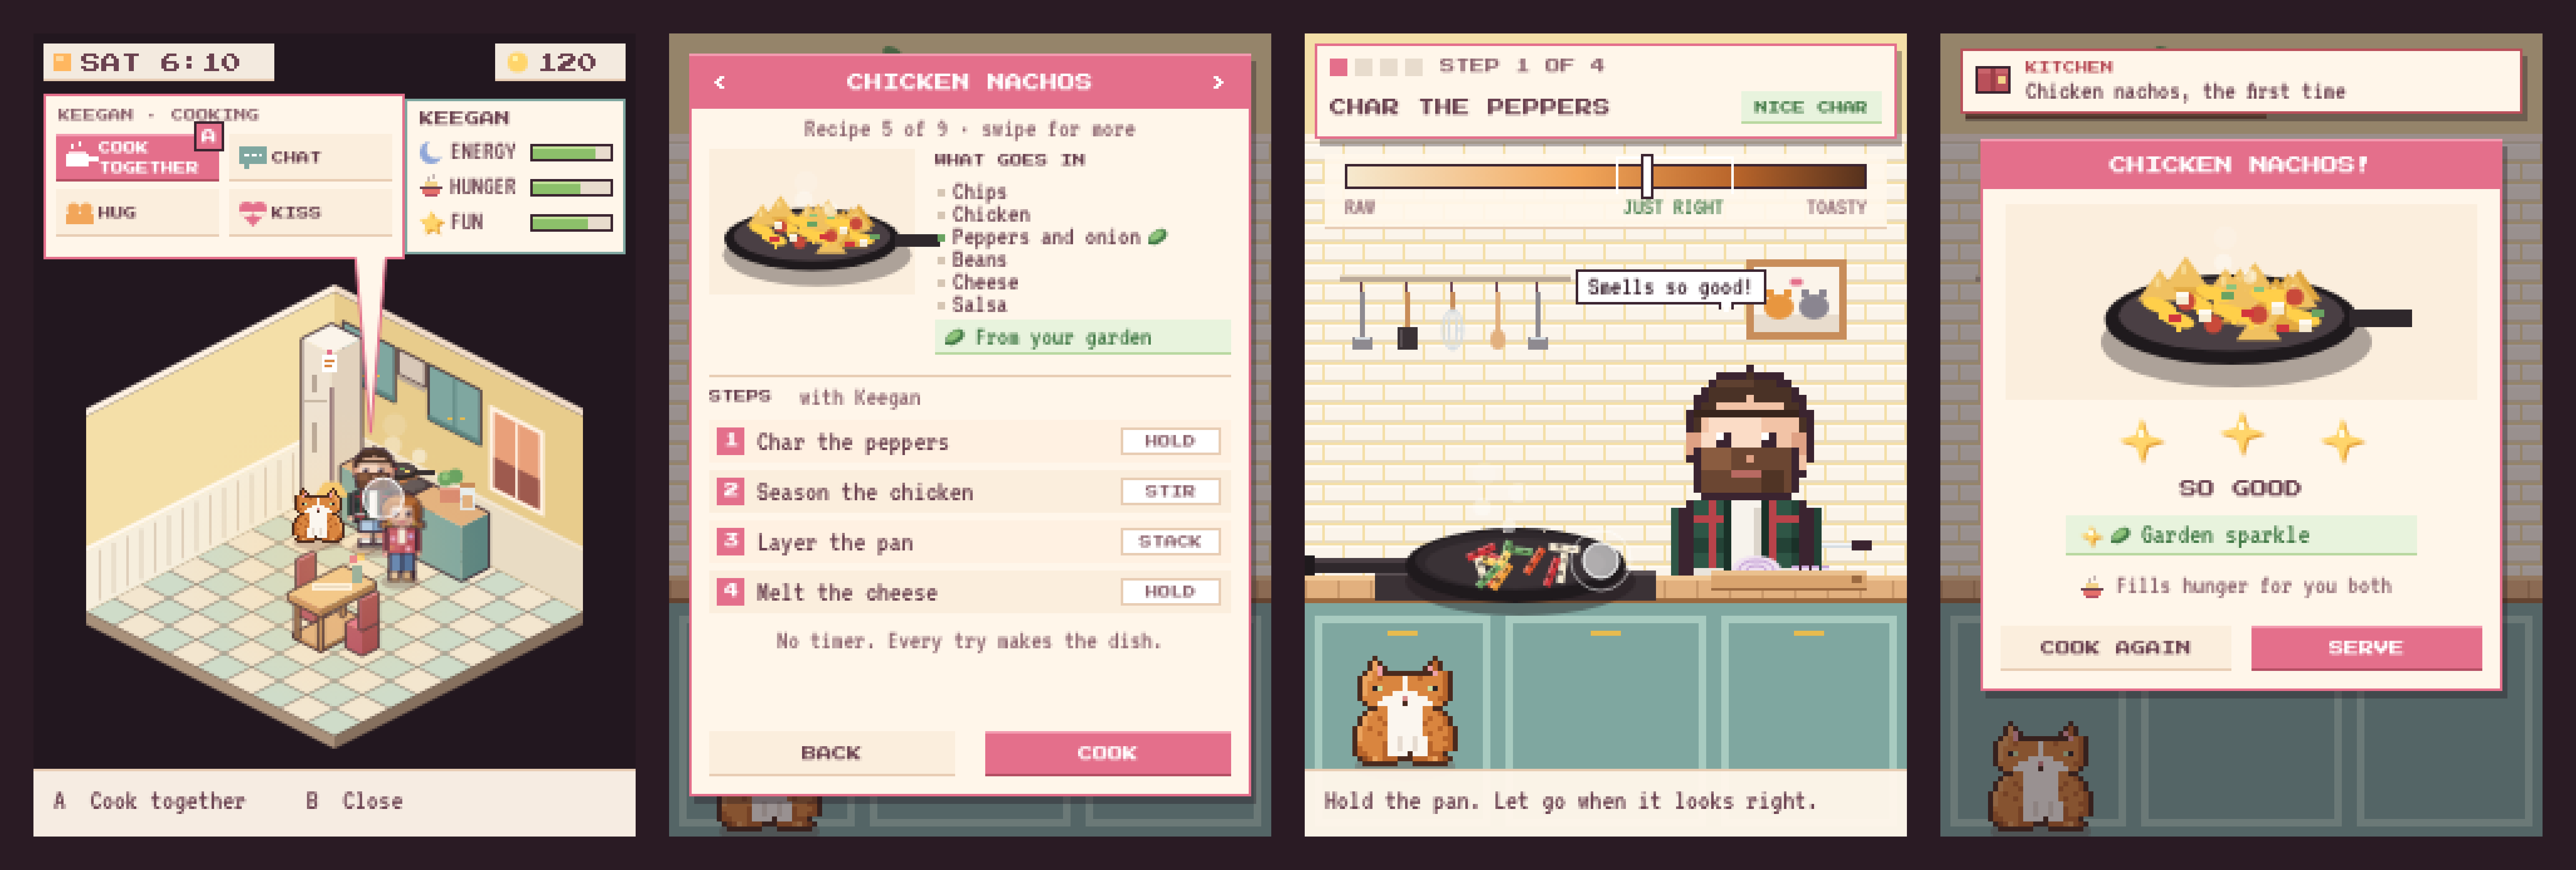 SAT 6:10
120
KEEGAN · COOKING
A
COOK TOGETHER
CHAT
HUG
KISS
KEEGAN
ENERGY
HUNGER
FUN
A Cook together B Close
< CHICKEN NACHOS >
Recipe 5 of 9 · swipe for more
WHAT GOES IN
Chips
Chicken
Peppers and onion
Beans
Cheese
Salsa
From your garden
STEPS with Keegan
1 Char the peppers HOLD
2 Season the chicken STIR
3 Layer the pan STACK
4 Melt the cheese HOLD
No timer. Every try makes the dish.
BACK
COOK
STEP 1 OF 4
CHAR THE PEPPERS
NICE CHAR
RAW JUST RIGHT TOASTY
Smells so good!
Hold the pan. Let go when it looks right.
KITCHEN
Chicken nachos, the first time
CHICKEN NACHOS!
SO GOOD
Garden sparkle
Fills hunger for you both
COOK AGAIN
SERVE